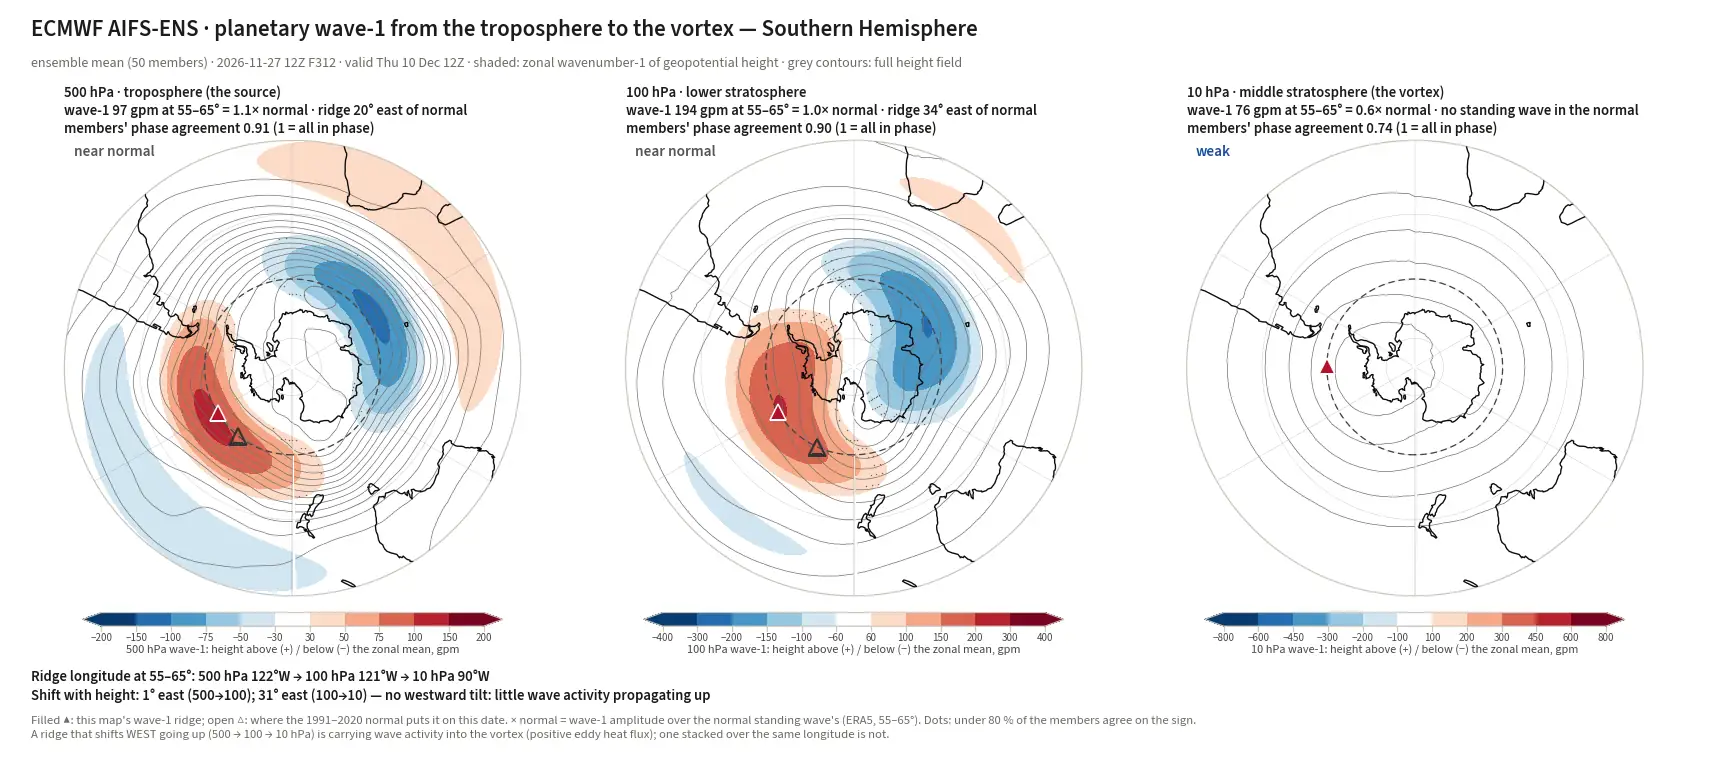 ECMWF AIFS-ENS · planetary wave-1 from the troposphere to the vortex — Southern Hemisphere
ensemble mean (50 members) · 2026-11-27 12Z F312 · valid Thu 10 Dec 12Z · shaded: zonal wavenumber-1 of geopotential height · grey contours: full height field
500 hPa · troposphere (the source)
wave-1 97 gpm at 55–65° = 1.1× normal · ridge 20° east of normal
members' phase agreement 0.91 (1 = all in phase)
near normal
100 hPa · lower stratosphere
wave-1 194 gpm at 55–65° = 1.0× normal · ridge 34° east of normal
members' phase agreement 0.90 (1 = all in phase)
near normal
10 hPa · middle stratosphere (the vortex)
wave-1 76 gpm at 55–65° = 0.6× normal · no standing wave in the normal
members' phase agreement 0.74 (1 = all in phase)
weak
−200 −150 −100 −75 −50 −30 30 50 75 100 150 200
500 hPa wave-1: height above (+) / below (−) the zonal mean, gpm
−400 −300 −200 −150 −100 −60 60 100 150 200 300 400
100 hPa wave-1: height above (+) / below (−) the zonal mean, gpm
−800 −600 −450 −300 −200 −100 100 200 300 450 600 800
10 hPa wave-1: height above (+) / below (−) the zonal mean, gpm
Ridge longitude at 55–65°: 500 hPa 122°W → 100 hPa 121°W → 10 hPa 90°W
Shift with height: 1° east (500→100); 31° east (100→10) — no westward tilt: little wave activity propagating up
Filled ▲: this map's wave-1 ridge; open △: where the 1991–2020 normal puts it on this date. × normal = wave-1 amplitude over the normal standing wave's (ERA5, 55–65°). Dots: under 80 % of the members agree on the sign.
A ridge that shifts WEST going up (500 → 100 → 10 hPa) is carrying wave activity into the vortex (positive eddy heat flux); one stacked over the same longitude is not.